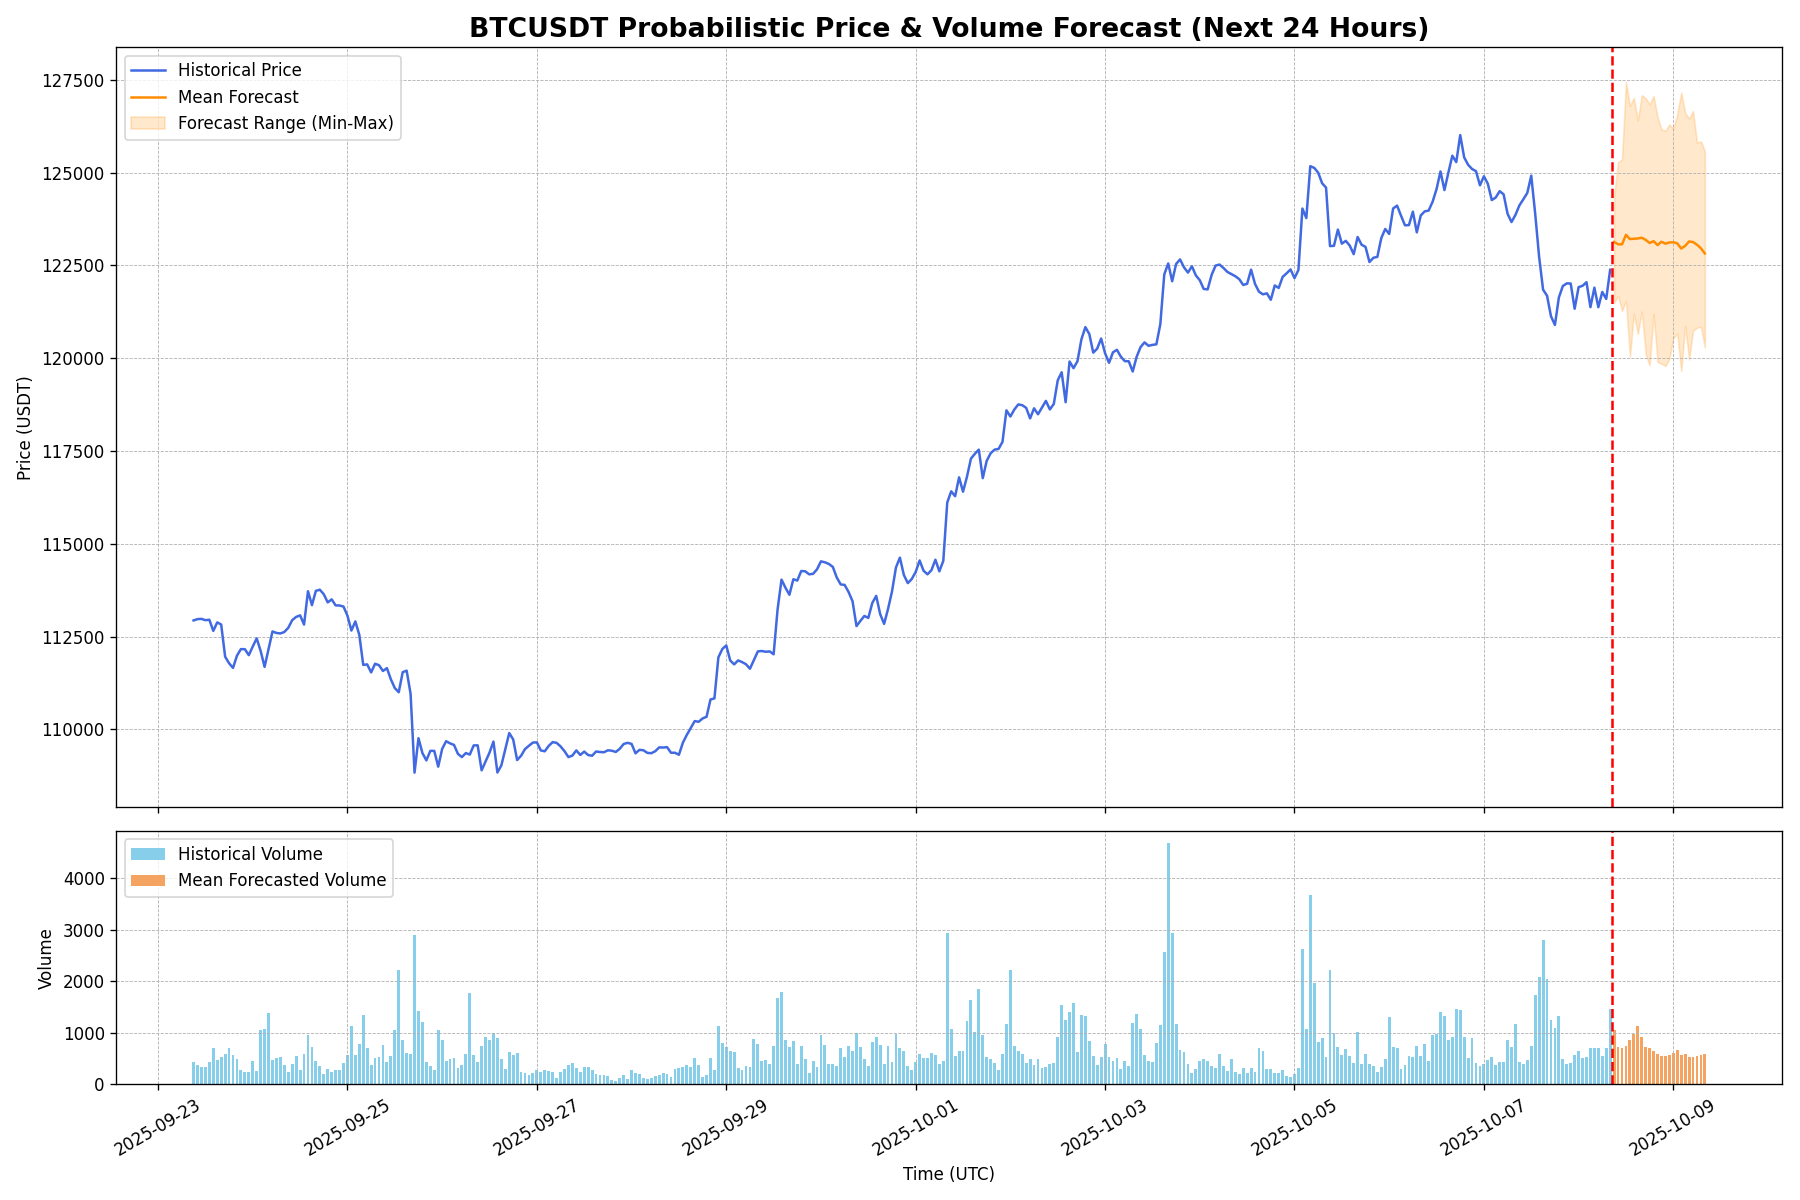 BTCUSDT Probabilistic Price & Volume Forecast (Next 24 Hours)
Historical Price
Mean Forecast
Forecast Range (Min-Max)
127500
125000
122500
120000
117500
115000
112500
110000
Price (USDT)
Historical Volume
Mean Forecasted Volume
4000
3000
2000
1000
0
Volume
2025-09-23
2025-09-25
2025-09-27
2025-09-29
2025-10-01
2025-10-03
2025-10-05
2025-10-07
2025-10-09
Time (UTC)